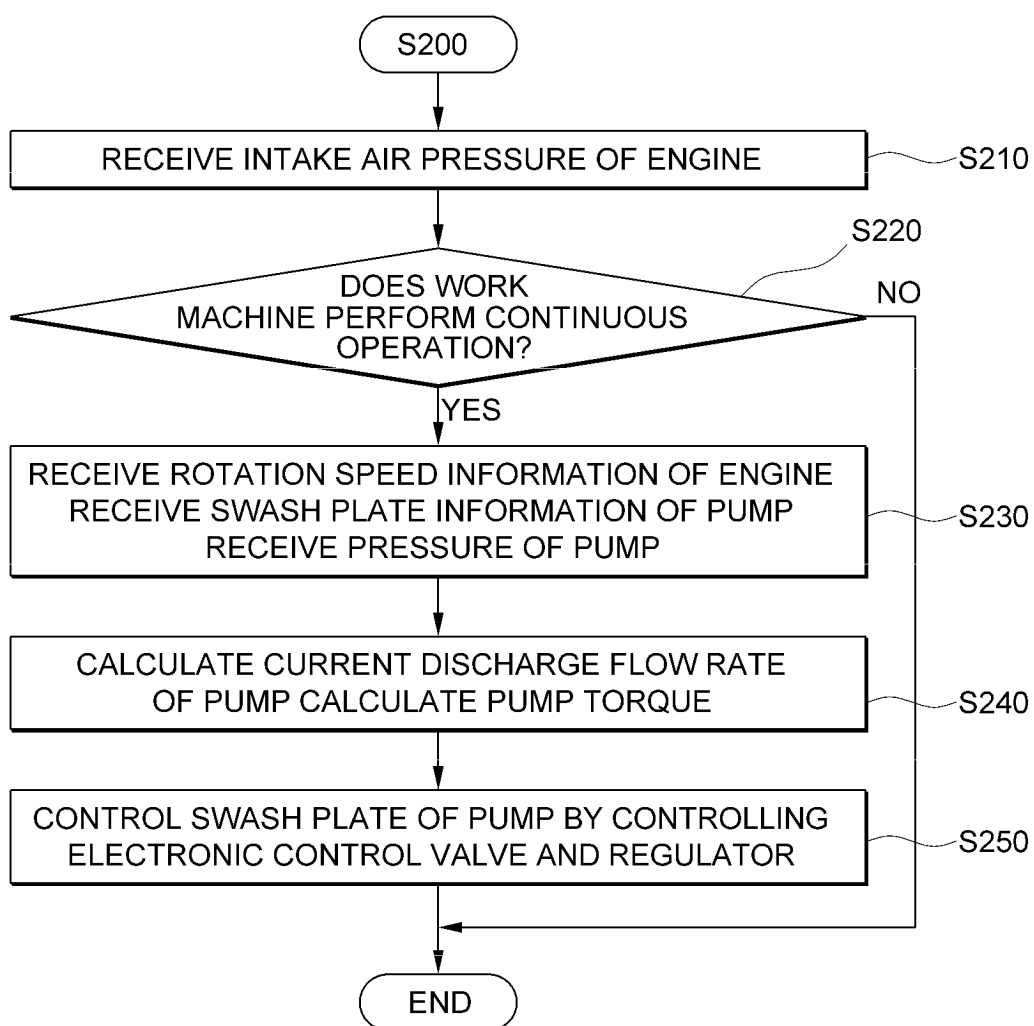 S200
RECEIVE INTAKE AIR PRESSURE OF ENGINE
S210
S220
DOES WORK
MACHINE PERFORM CONTINUOUS
OPERATION?
NO
YES
RECEIVE ROTATION SPEED INFORMATION OF ENGINE
RECEIVE SWASH PLATE INFORMATION OF PUMP
RECEIVE PRESSURE OF PUMP
S230
CALCULATE CURRENT DISCHARGE FLOW RATE
OF PUMP CALCULATE PUMP TORQUE
S240
CONTROL SWASH PLATE OF PUMP BY CONTROLLING
ELECTRONIC CONTROL VALVE AND REGULATOR
S250
END